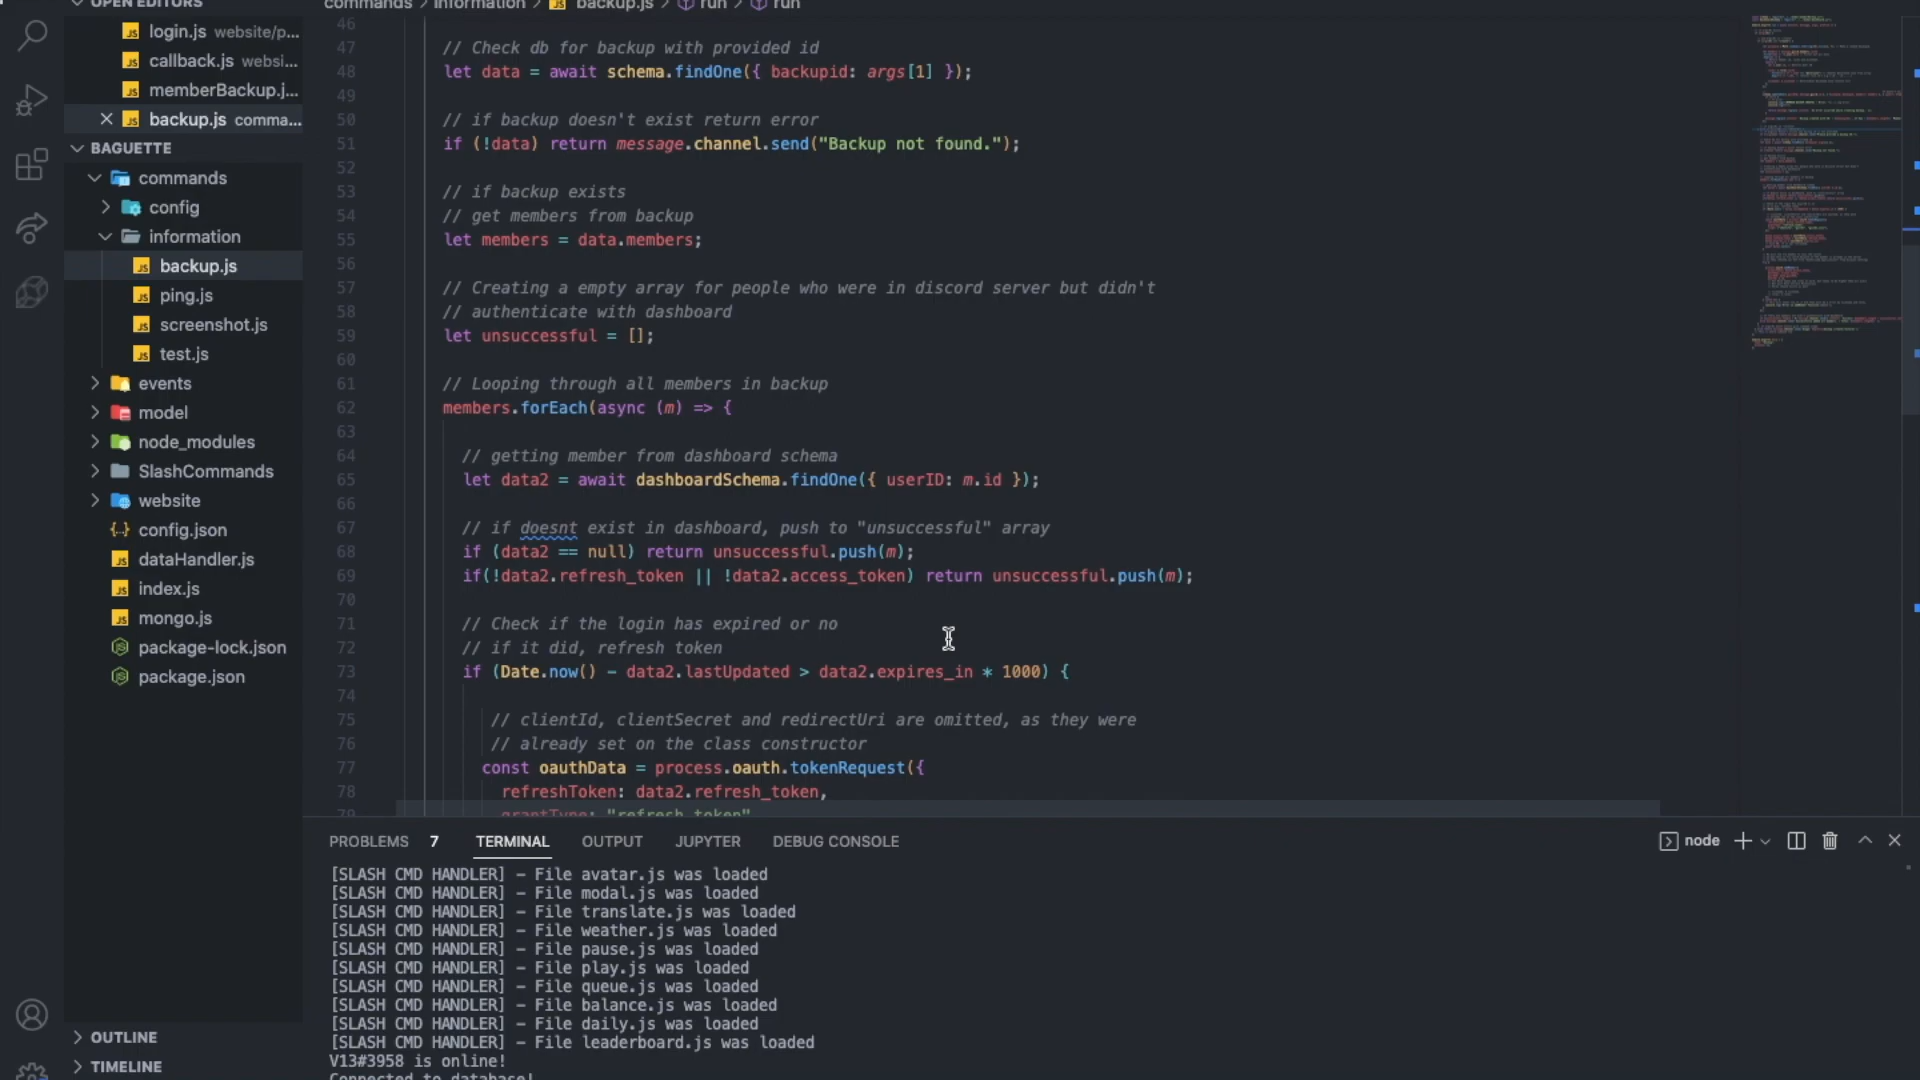 OPEN EDITORS
login.js website/p...
callback.js websi...
memberBackup.j...
backup.js comma...
BAGUETTE
commands
config
information
backup.js
ping.js
screenshot.js
test.js
events
model
node_modules
SlashCommands
website
config.json
dataHandler.js
index.js
mongo.js
package-lock.json
package.json
OUTLINE
TIMELINE
commands > information > backup.js > run > run
46
47 // Check db for backup with provided id
48 let data = await schema.findOne({ backupid: args[1] });
49
50 // if backup doesn't exist return error
51 if (!data) return message.channel.send("Backup not found.");
52
53 // if backup exists
54 // get members from backup
55 let members = data.members;
56
57 // Creating a empty array for people who were in discord server but didn't
58 // authenticate with dashboard
59 let unsuccessful = [];
60
61 // Looping through all members in backup
62 members.forEach(async (m) => {
63
64 // getting member from dashboard schema
65 let data2 = await dashboardSchema.findOne({ userID: m.id });
66
67 // if doesnt exist in dashboard, push to "unsuccessful" array
68 if (data2 == null) return unsuccessful.push(m);
69 if(!data2.refresh_token || !data2.access_token) return unsuccessful.push(m);
70
71 // Check if the login has expired or no
72 // if it did, refresh token
73 if (Date.now() - data2.lastUpdated > data2.expires_in * 1000) {
74
75 // clientId, clientSecret and redirectUri are omitted, as they were
76 // already set on the class constructor
77 const oauthData = process.oauth.tokenRequest({
78 refreshToken: data2.refresh_token,
79 grantType: "refresh_token"
PROBLEMS 7 TERMINAL OUTPUT JUPYTER DEBUG CONSOLE node
[SLASH CMD HANDLER] - File avatar.js was loaded
[SLASH CMD HANDLER] - File modal.js was loaded
[SLASH CMD HANDLER] - File translate.js was loaded
[SLASH CMD HANDLER] - File weather.js was loaded
[SLASH CMD HANDLER] - File pause.js was loaded
[SLASH CMD HANDLER] - File play.js was loaded
[SLASH CMD HANDLER] - File queue.js was loaded
[SLASH CMD HANDLER] - File balance.js was loaded
[SLASH CMD HANDLER] - File daily.js was loaded
[SLASH CMD HANDLER] - File leaderboard.js was loaded
V13#3958 is online!
Connected to database!